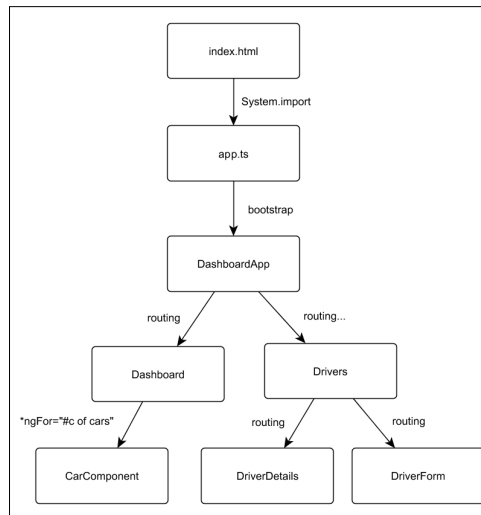 index.html
System.import
app.ts
bootstrap
DashboardApp
routing
routing...
Dashboard
Drivers
*ngFor="#c of cars"
routing
routing
CarComponent
DriverDetails
DriverForm